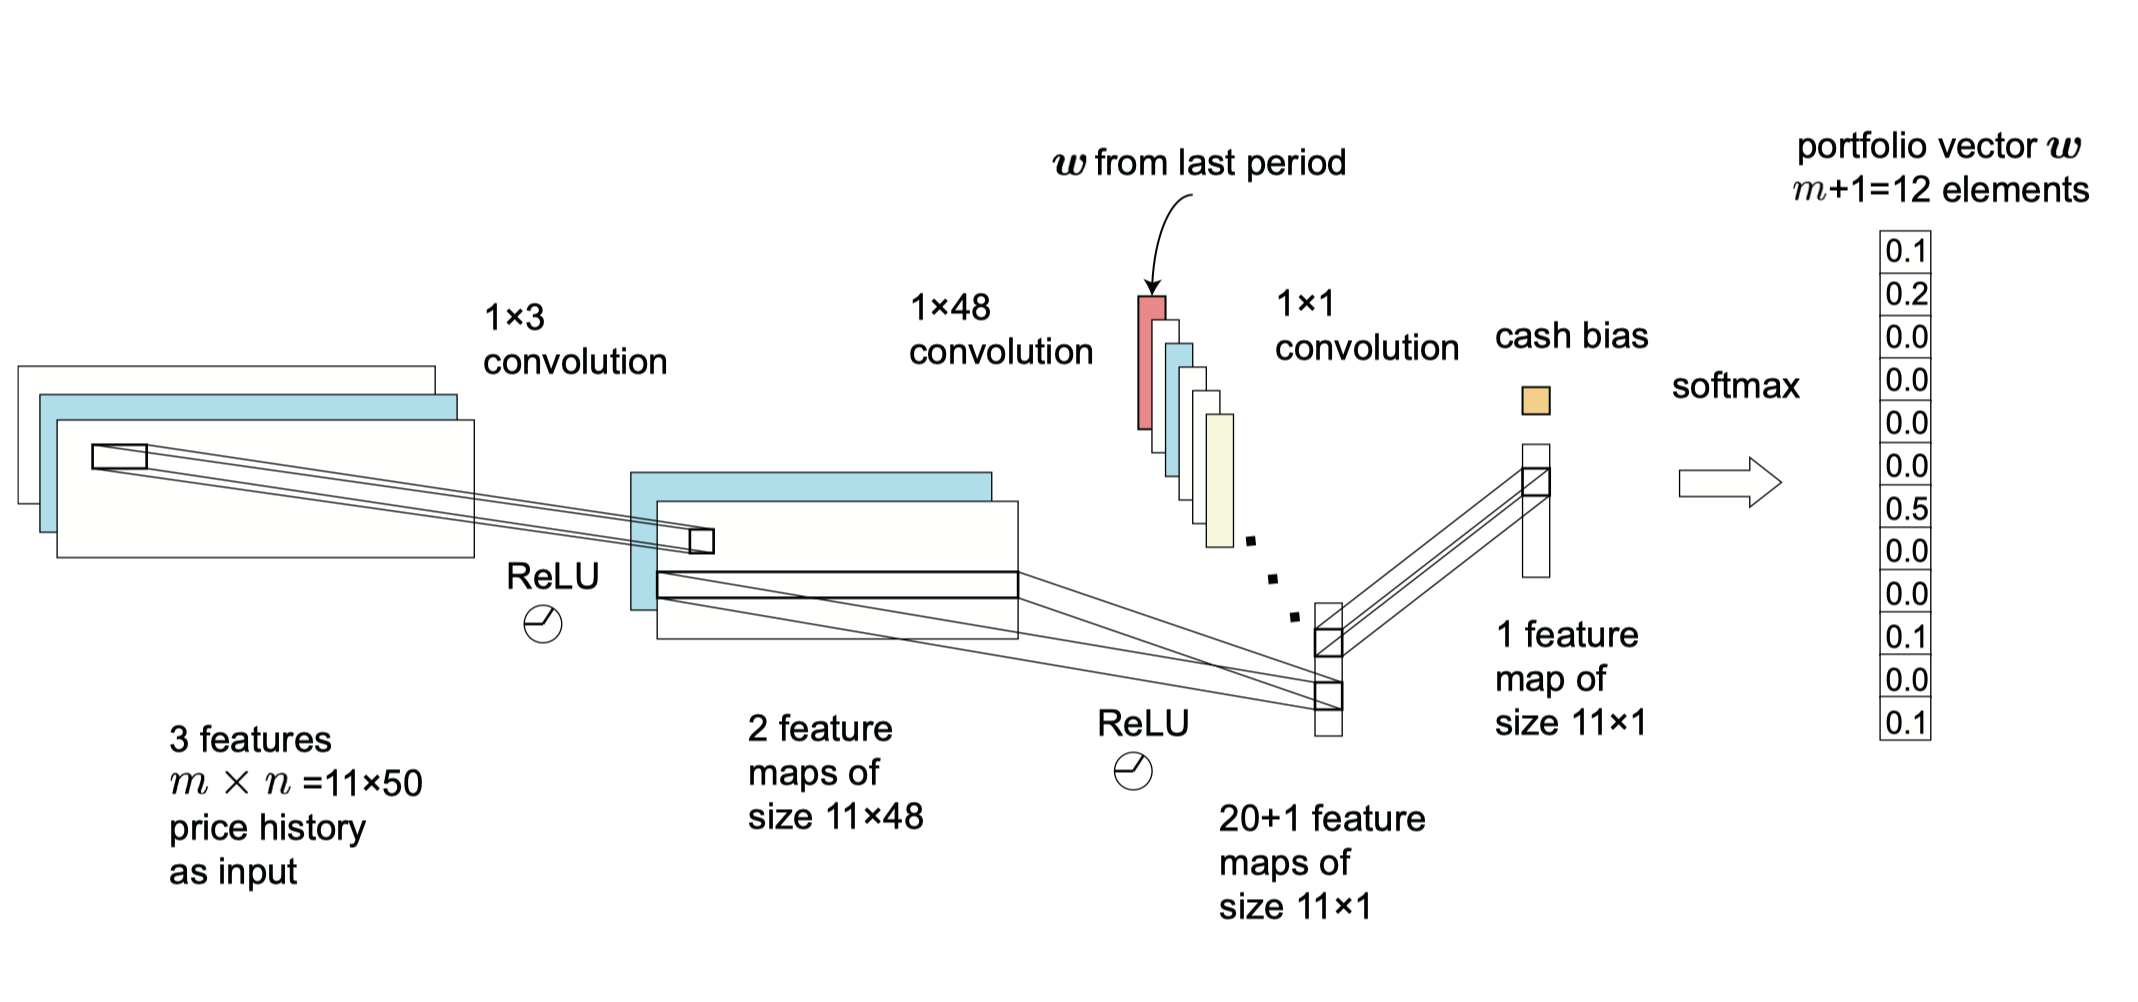 portfolio vector w
m+1=12 elements
w from last period
1×3
convolution
1×48
convolution
1×1
convolution
cash bias
softmax
ReLU
ReLU
3 features
m × n =11×50
price history
as input
2 feature
maps of
size 11×48
20+1 feature
maps of
size 11×1
1 feature
map of
size 11×1
0.1
0.2
0.0
0.0
0.0
0.0
0.5
0.0
0.0
0.1
0.0
0.1